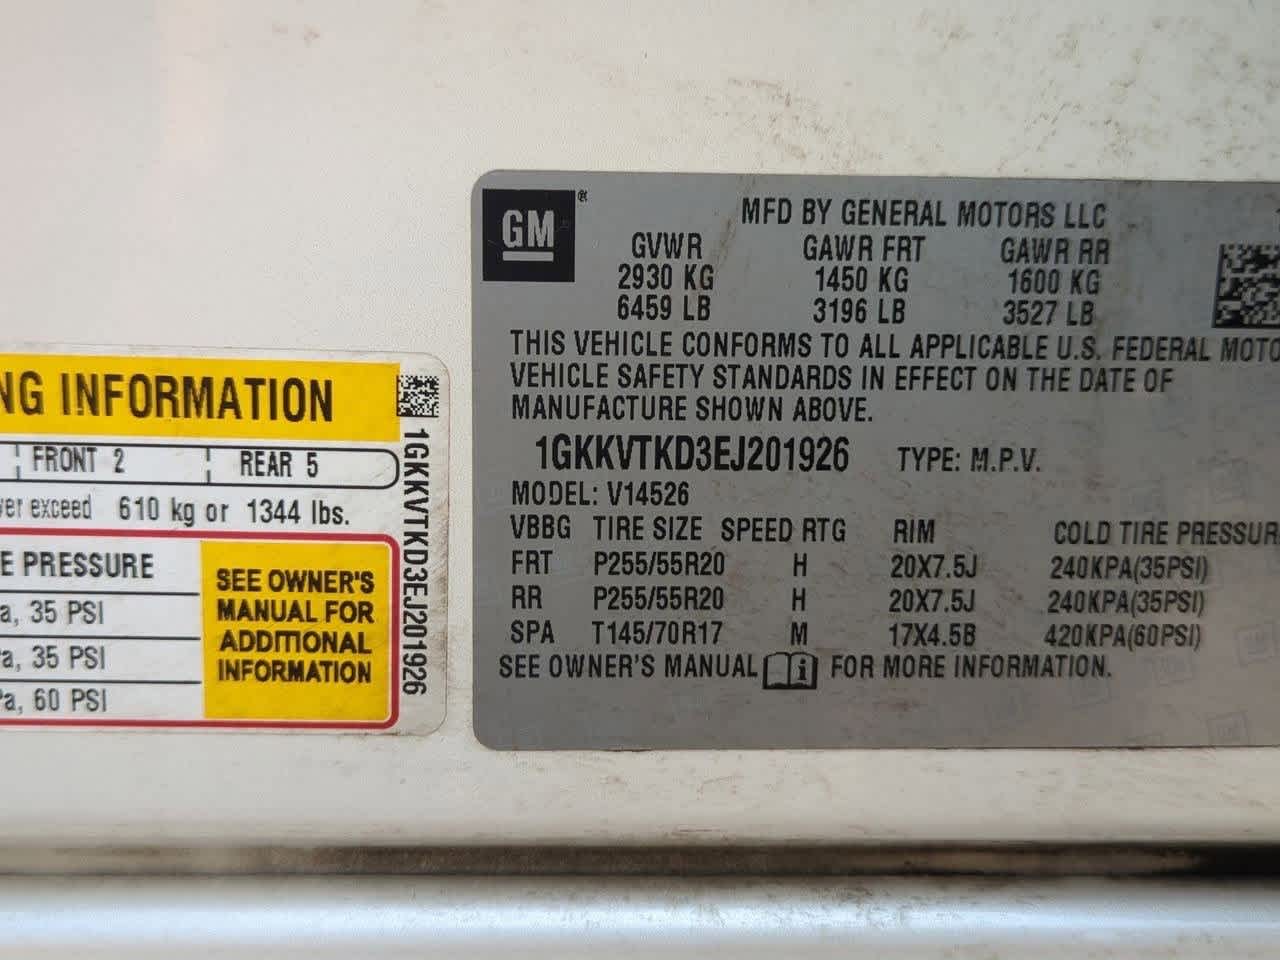 NG INFORMATION
FRONT 2 REAR 5
ver exceed 610 kg or 1344 lbs.
E PRESSURE
a, 35 PSI
a, 35 PSI
Pa, 60 PSI
SEE OWNER'S
MANUAL FOR
ADDITIONAL
INFORMATION
1GKKVTKD3EJ201926
GM®
MFD BY GENERAL MOTORS LLC
GVWR GAWR FRT GAWR RR
2930 KG 1450 KG 1600 KG
6459 LB 3196 LB 3527 LB
THIS VEHICLE CONFORMS TO ALL APPLICABLE U.S. FEDERAL MOTO
VEHICLE SAFETY STANDARDS IN EFFECT ON THE DATE OF
MANUFACTURE SHOWN ABOVE.
1GKKVTKD3EJ201926 TYPE: M.P.V.
MODEL: V14526
VBBG TIRE SIZE SPEED RTG RIM COLD TIRE PRESSUR
FRT P255/55R20 H 20X7.5J 240KPA(35PSI)
RR P255/55R20 H 20X7.5J 240KPA(35PSI)
SPA T145/70R17 M 17X4.5B 420KPA(60PSI)
SEE OWNER'S MANUAL i FOR MORE INFORMATION.